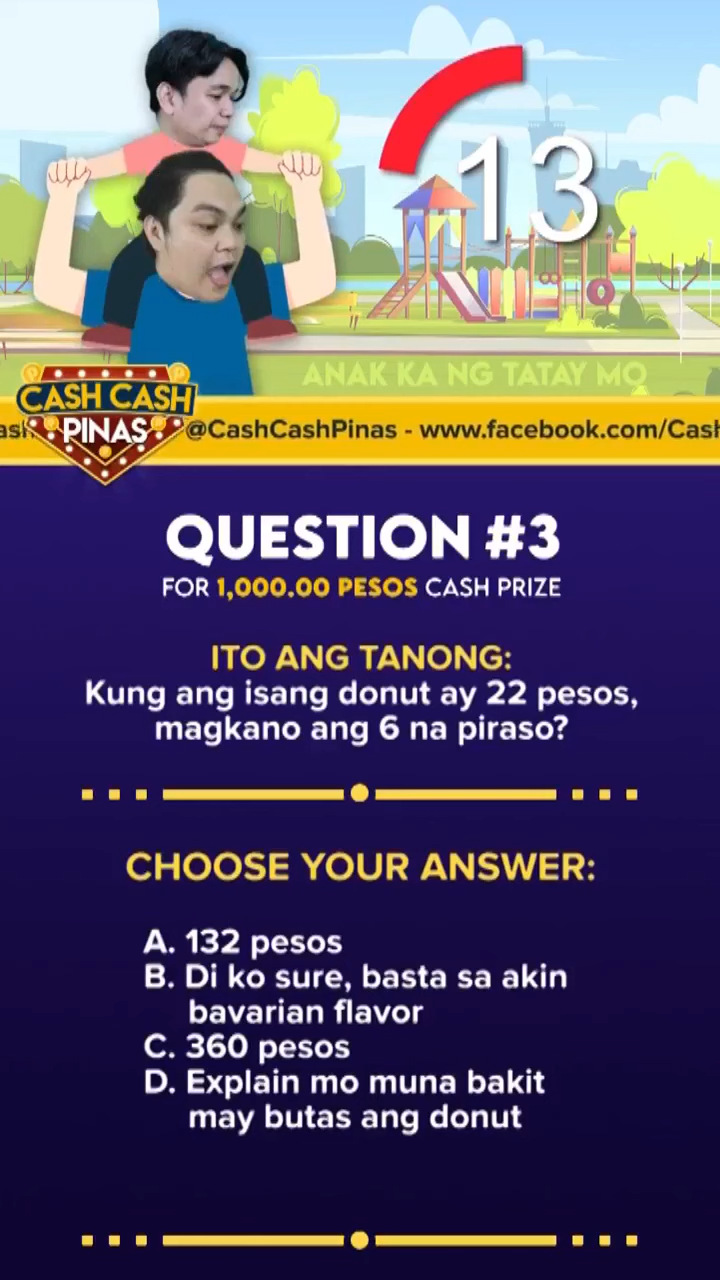 13
ANAK KA NG TATAY MO
CASH CASH
PINAS
@CashCashPinas - www.facebook.com/Cash
QUESTION #3
FOR 1,000.00 PESOS CASH PRIZE
ITO ANG TANONG:
Kung ang isang donut ay 22 pesos,
magkano ang 6 na piraso?
CHOOSE YOUR ANSWER:
A. 132 pesos
B. Di ko sure, basta sa akin
bavarian flavor
C. 360 pesos
D. Explain mo muna bakit
may butas ang donut